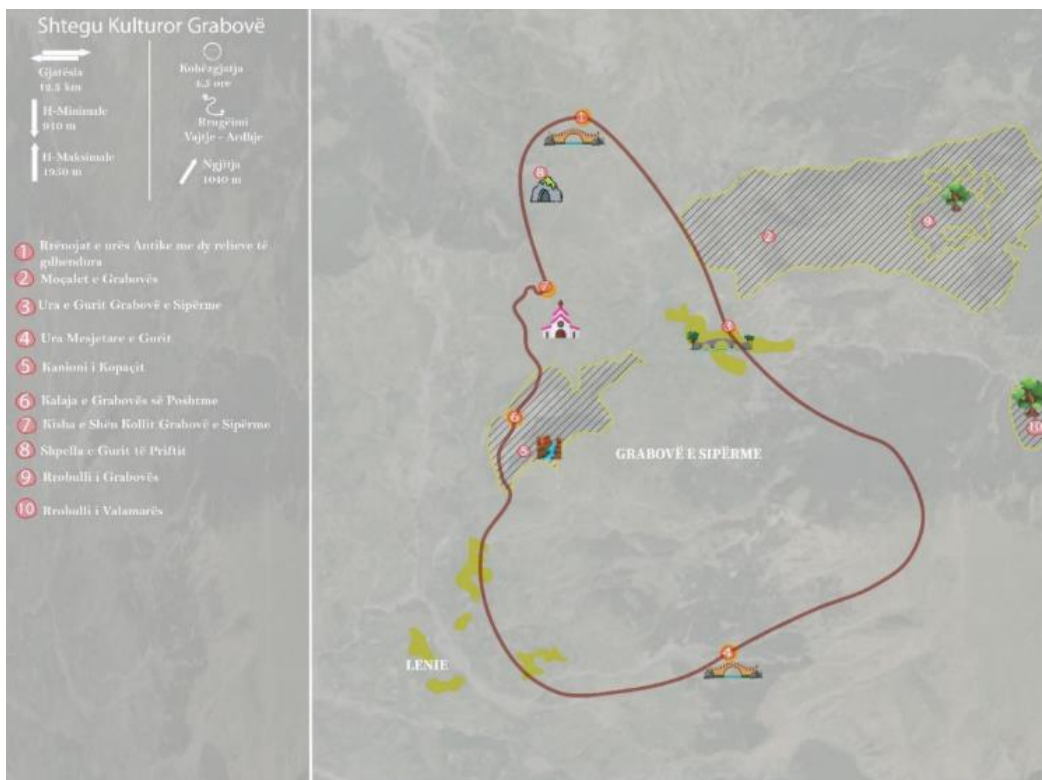 Shtegu Kulturor Grabovë
Gjatësia
12.5 km
H-Minimale
910 m
H-Maksimale
1950 m
Kohëzgjatja
4.5 ore
Rrugëtimi
Vajtje - Ardhje
Ngjitja
1040 m
1 Rrënojat e urës Antike me dy relieve të
gdhendura
2 Moçalet e Grabovës
3 Ura e Gurit Grabovë e Sipërme
4 Ura Mesjetare e Gurit
5 Kanioni i Kopaçit
6 Kalaja e Grabovës së Poshtme
7 Kisha e Shën Kollit Grabovë e Sipërme
8 Shpella e Gurit të Priftit
9 Rrobulli i Grabovës
10 Rrobulli i Valamarës
1
8
2
9
7
3
10
6
5
GRABOVË E SIPËRME
4
LENIE